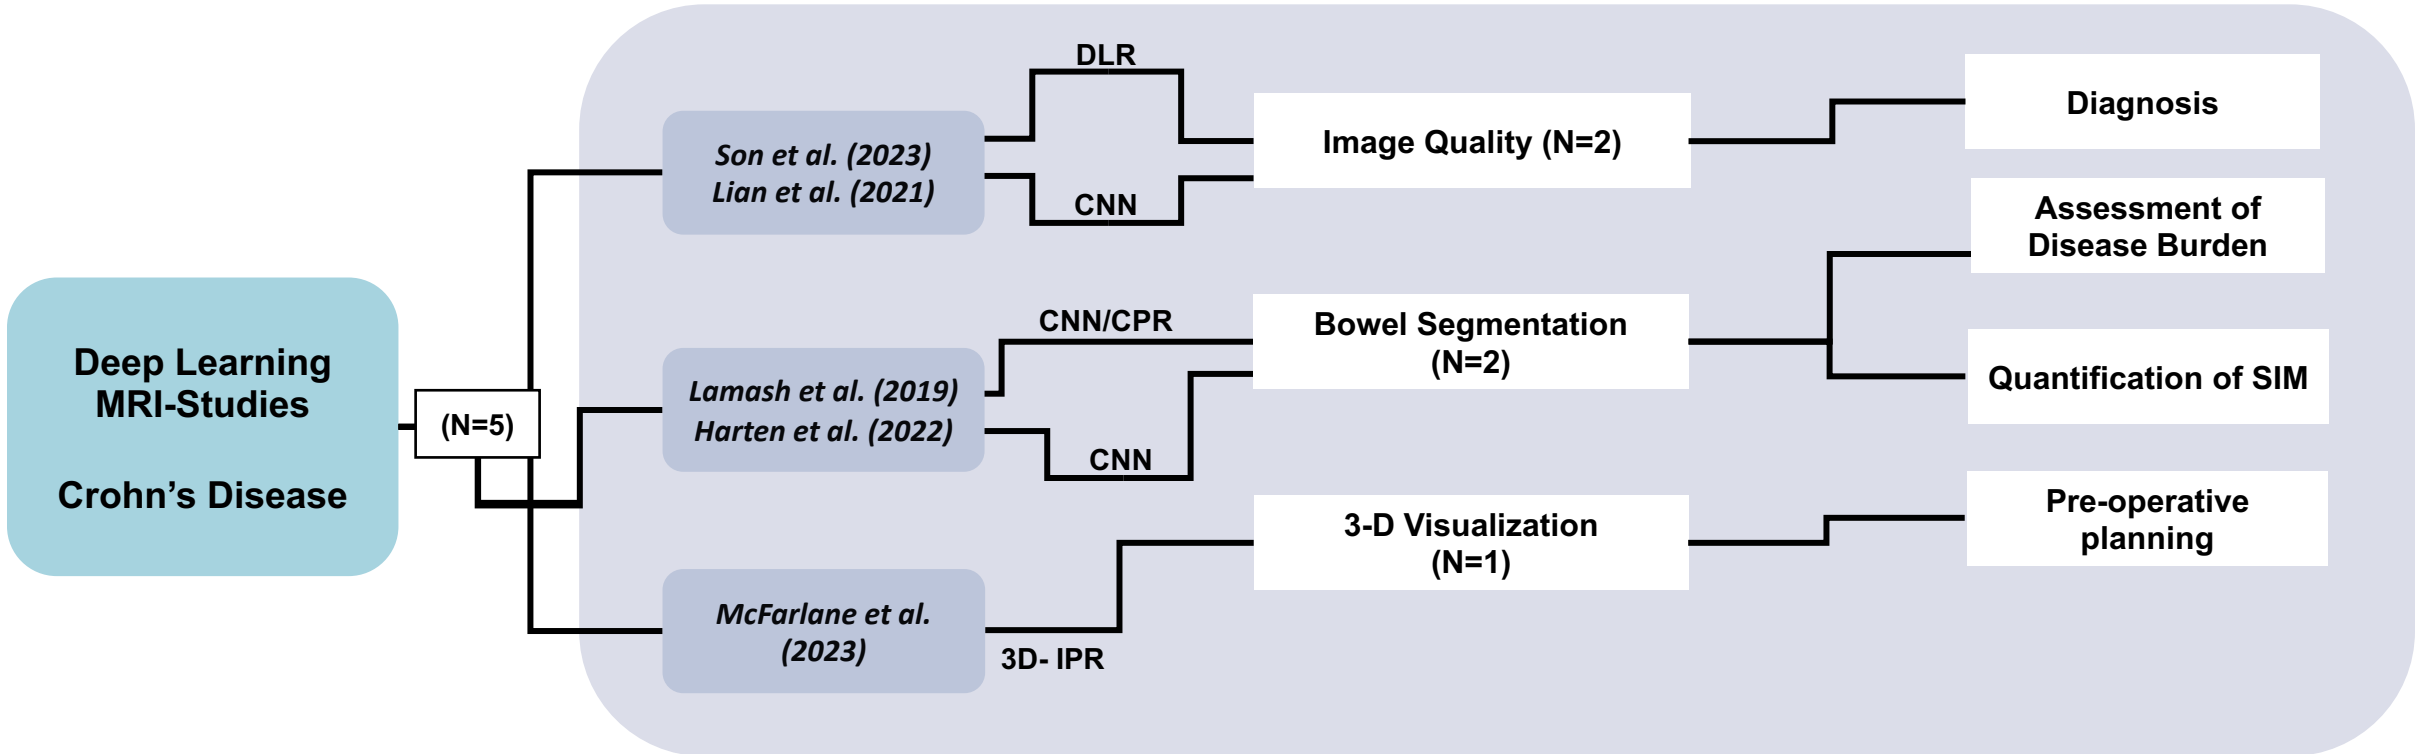 Deep Learning
MRI-Studies
Crohn’s Disease
(N=5)
Son et al. (2023)
Lian et al. (2021)
DLR
CNN
Image Quality (N=2)
Diagnosis
Lamash et al. (2019)
Harten et al. (2022)
CNN/CPR
CNN
Bowel Segmentation
(N=2)
Assessment of
Disease Burden
Quantification of SIM
McFarlane et al.
(2023)
3D- IPR
3-D Visualization
(N=1)
Pre-operative
planning